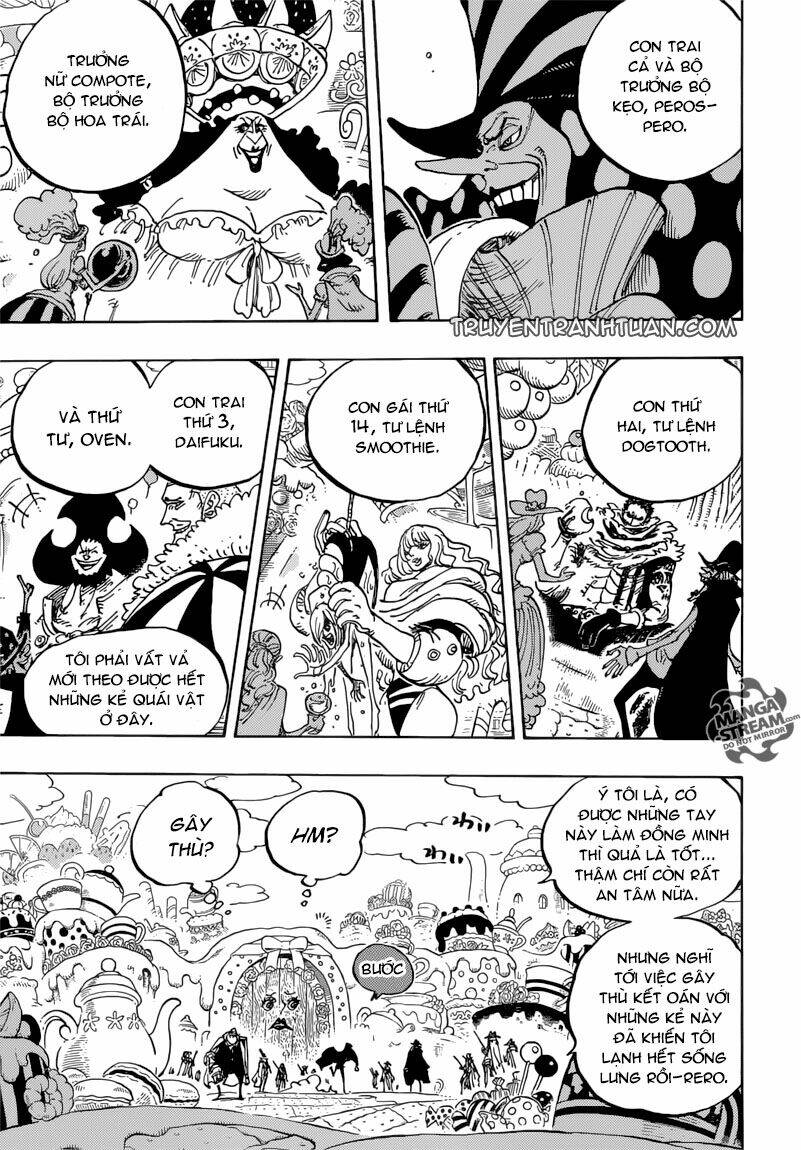 CON TRAI
CẢ VÀ BỘ
TRƯỞNG BỘ
KẸO, PEROS-
PERO.
TRƯỞNG
NỮ COMPOTE,
BỘ TRƯỞNG
BỘ HOA TRÁI.
TRUYENTRANHTUAN.COM
CON THỨ
HAI, TƯ LỆNH
DOGTOOTH.
CON GÁI THỨ
14, TƯ LỆNH
SMOOTHIE.
CON TRAI
THỨ 3,
DAIFUKU.
VÀ THỨ
TƯ, OVEN.
TÔI PHẢI VẤT VẢ
MỚI THEO ĐƯỢC HẾT
NHỮNG KẺ QUÁI VẬT
Ở ĐÂY.
MANGA
STREAM.com
DO NOT MIRROR
Ý TÔI LÀ, CÓ
ĐƯỢC NHỮNG TAY
NÀY LÀM ĐỒNG MINH
THÌ QUẢ LÀ TỐT...
THẬM CHÍ CÒN RẤT
AN TÂM NỮA.
わい
わい
HM?
GÂY
THÙ?
BƯỚC
NHƯNG NGHĨ
TỚI VIỆC GÂY
THÙ KẾT OÁN VỚI
NHỮNG KẺ NÀY
ĐÃ KHIẾN TÔI
LẠNH HẾT SỐNG
LƯNG RỒI-RERO.